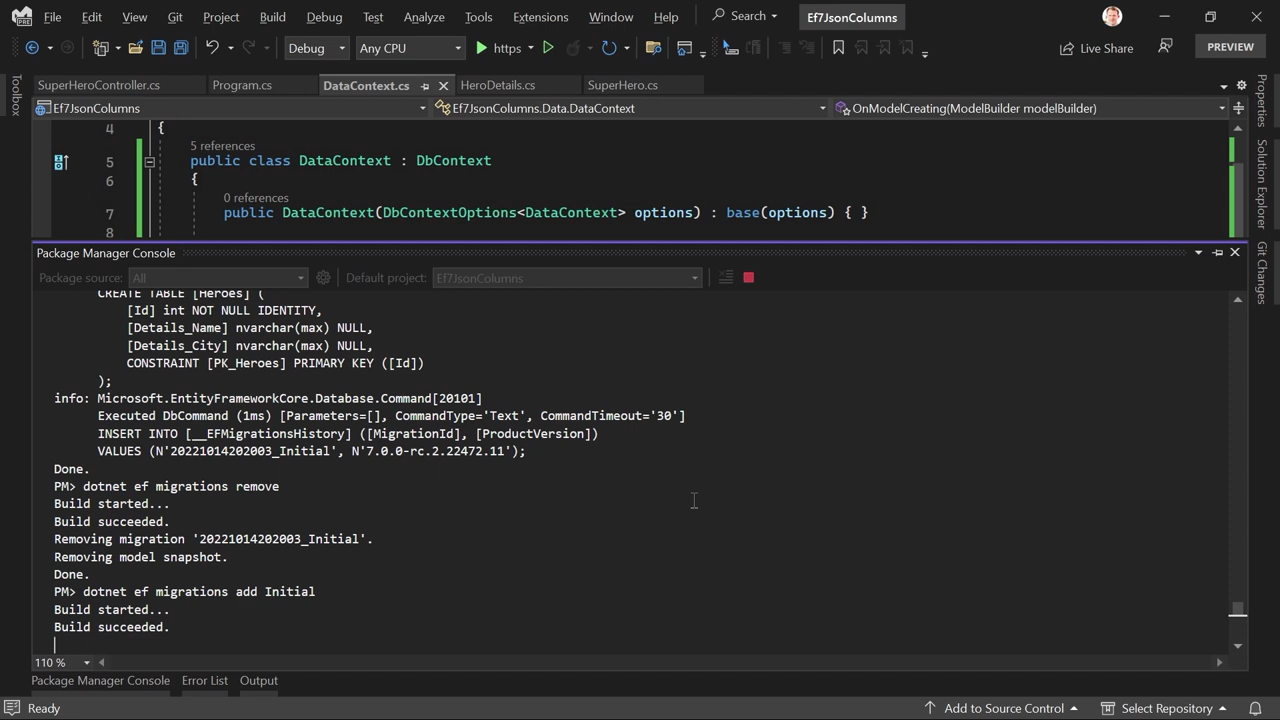 File Edit View Git Project Build Debug Test Analyze Tools Extensions Window Help Search Ef7JsonColumns
PRE
Debug Any CPU https Live Share PREVIEW
SuperHeroController.cs Program.cs DataContext.cs HeroDetails.cs SuperHero.cs
Ef7JsonColumns Ef7JsonColumns.Data.DataContext OnModelCreating(ModelBuilder modelBuilder)
Toolbox
Properties
Solution Explorer
Git Changes
4 {
5 references
5 public class DataContext : DbContext
6 {
0 references
7 public DataContext(DbContextOptions<DataContext> options) : base(options) { }
8
Package Manager Console
Package source: All Default project: Ef7JsonColumns
CREATE TABLE [Heroes] (
[Id] int NOT NULL IDENTITY,
[Details_Name] nvarchar(max) NULL,
[Details_City] nvarchar(max) NULL,
CONSTRAINT [PK_Heroes] PRIMARY KEY ([Id])
);
info: Microsoft.EntityFrameworkCore.Database.Command[20101]
Executed DbCommand (1ms) [Parameters=[], CommandType='Text', CommandTimeout='30']
INSERT INTO [__EFMigrationsHistory] ([MigrationId], [ProductVersion])
VALUES (N'20221014202003_Initial', N'7.0.0-rc.2.22472.11');
Done.
PM> dotnet ef migrations remove
Build started...
Build succeeded.
Removing migration '20221014202003_Initial'.
Removing model snapshot.
Done.
PM> dotnet ef migrations add Initial
Build started...
Build succeeded.
110 %
Package Manager Console Error List Output
Ready Add to Source Control Select Repository